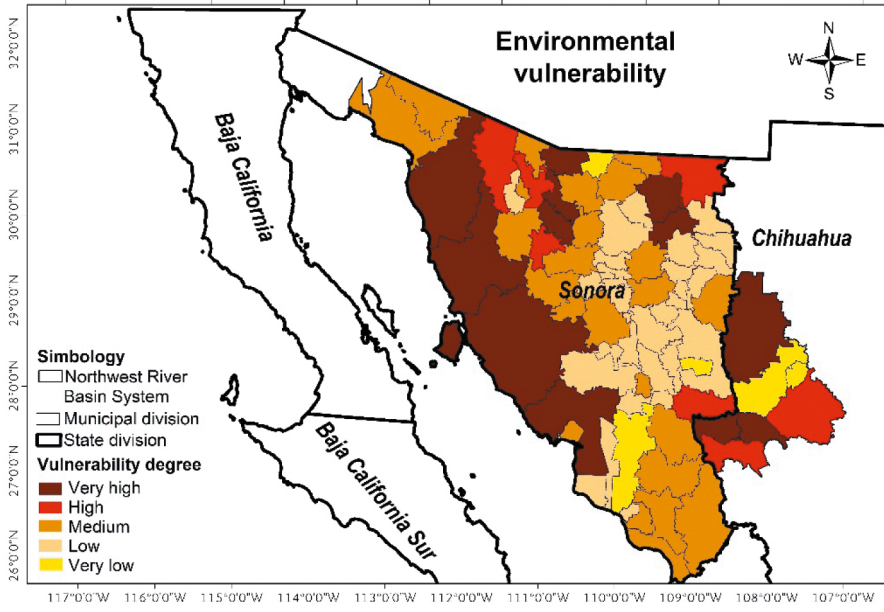 Environmental
vulnerability
N
W E
S
32°0'0"N
31°0'0"N
30°0'0"N
29°0'0"N
28°0'0"N
27°0'0"N
26°0'0"N
Baja California
Chihuahua
Sonora
Baja California Sur
Simbology
Northwest River
Basin System
Municipal division
State division
Vulnerability degree
Very high
High
Medium
Low
Very low
117°0'0"W 116°0'0"W 115°0'0"W 114°0'0"W 113°0'0"W 112°0'0"W 111°0'0"W 110°0'0"W 109°0'0"W 108°0'0"W 107°0'0"W